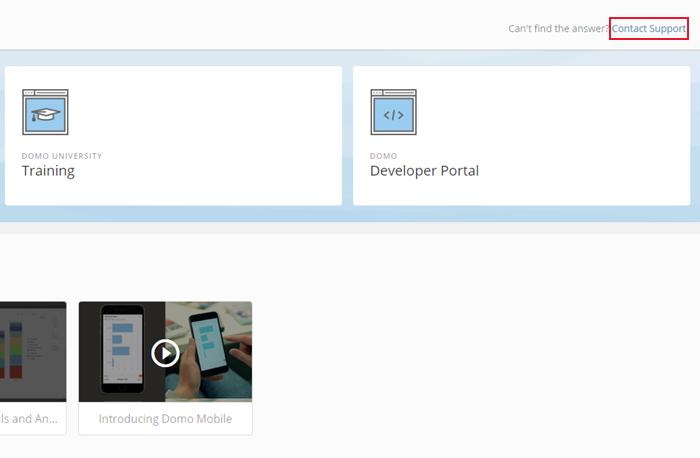 Can't find the answer? Contact Support
DOMO UNIVERSITY
Training
DOMO
Developer Portal
</>
ls and An...
Introducing Domo Mobile